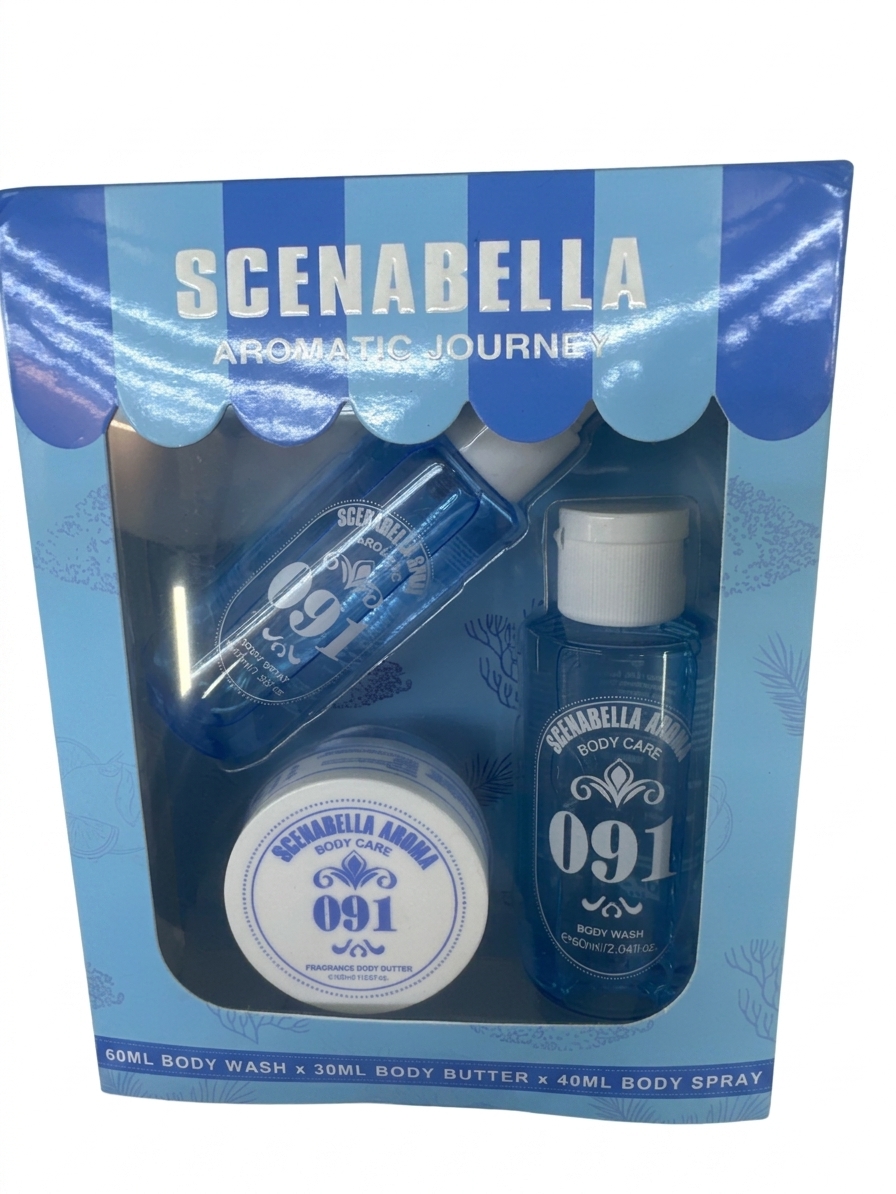 SCENABELLA
AROMATIC JOURNEY
SCENABELLA
091
BODY SPRAY
SCENABELLA AROMA
BODY CARE
091
BODY WASH
SCENABELLA AROMA
BODY CARE
091
FRAGRANCE BODY BUTTER
60ML BODY WASH x 30ML BODY BUTTER x 40ML BODY SPRAY